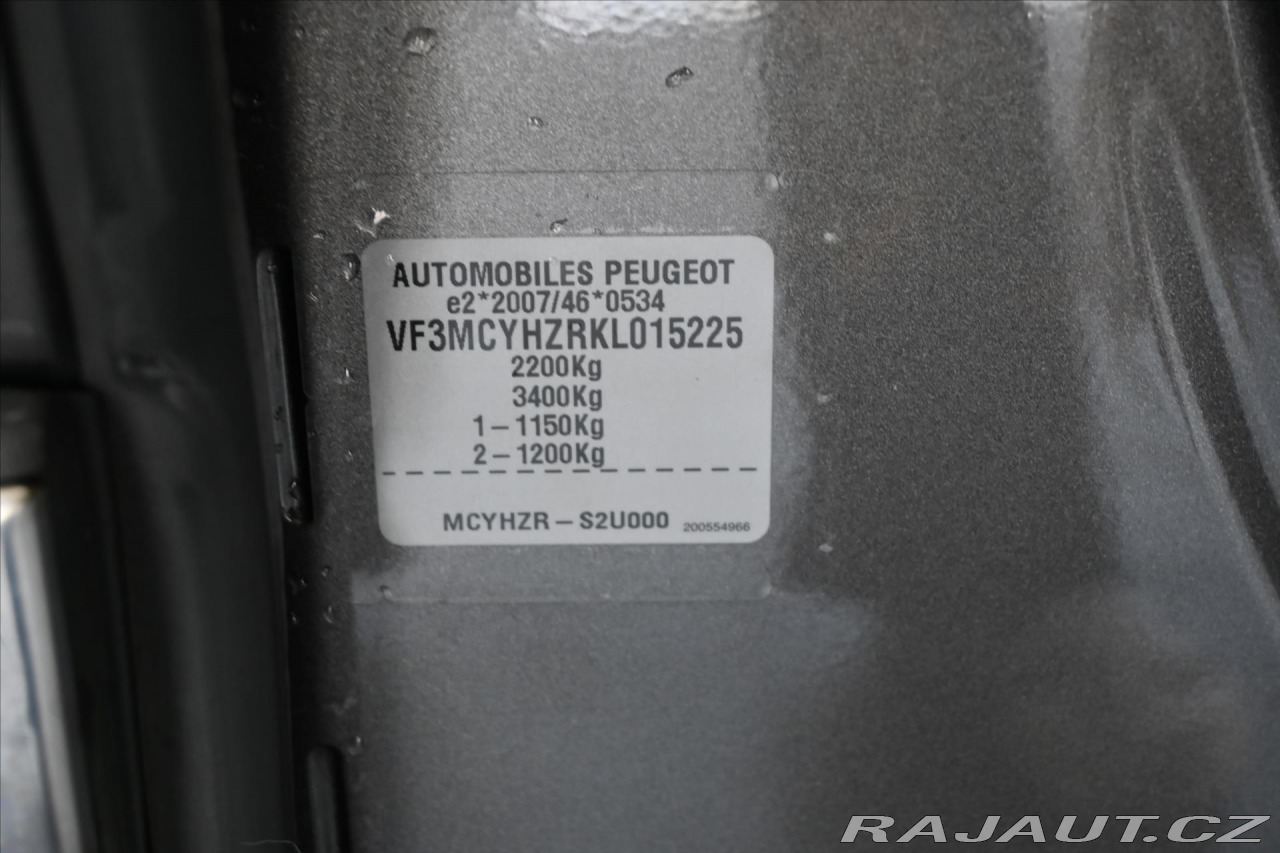 AUTOMOBILES PEUGEOT
e2*2007/46*0534
VF3MCYHZRKL015225
2200Kg
3400Kg
1-1150Kg
2-1200Kg
MCYHZR-S2U000 200554966
RAJAUT.CZ